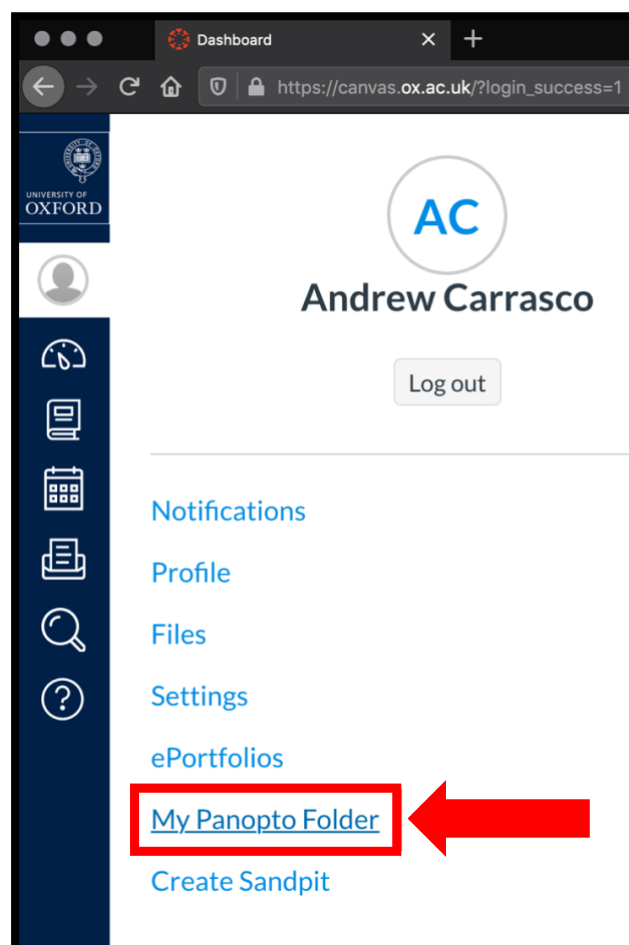 Dashboard
https://canvas.ox.ac.uk/?login_success=1
UNIVERSITY OF
OXFORD
AC
Andrew Carrasco
Log out
Notifications
Profile
Files
Settings
ePortfolios
My Panopto Folder
Create Sandpit